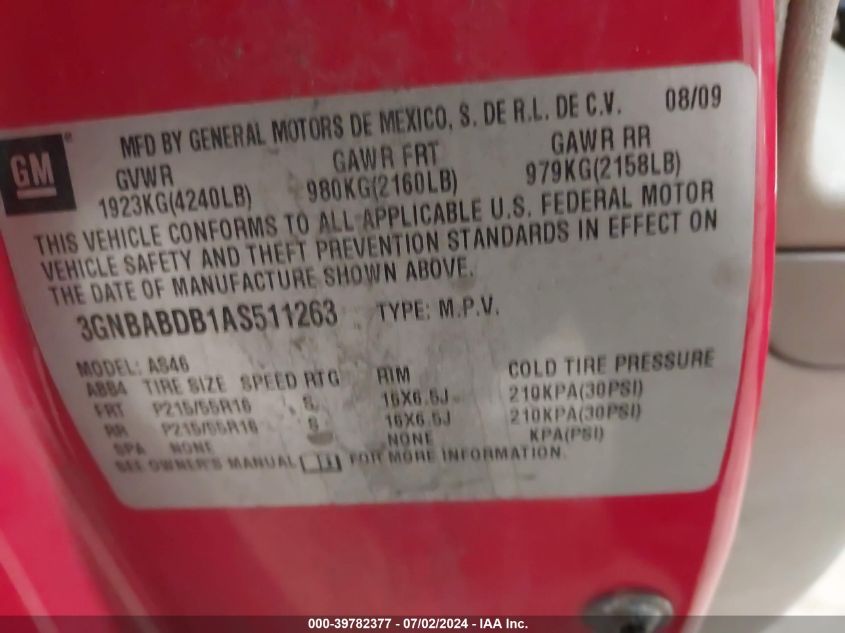 GM®
MFD BY GENERAL MOTORS DE MEXICO, S. DE R.L. DE C.V. 08/09
GVWR GAWR FRT GAWR RR
1923KG(4240LB) 980KG(2160LB) 979KG(2158LB)
THIS VEHICLE CONFORMS TO ALL APPLICABLE U.S. FEDERAL MOTOR
VEHICLE SAFETY AND THEFT PREVENTION STANDARDS IN EFFECT ON
THE DATE OF MANUFACTURE SHOWN ABOVE.
3GNBABDB1AS511263 TYPE: M.P.V.
MODEL: AS46
TIRE SIZE SPEED RTG RIM COLD TIRE PRESSURE
FRT P215/55R16 S 16X6.5J 210KPA(30PSI)
RR P215/55R16 S 16X6.5J 210KPA(30PSI)
SPA NONE NONE KPA(PSI)
SEE OWNER'S MANUAL FOR MORE INFORMATION.
000-39782377 - 07/02/2024 - IAA Inc.